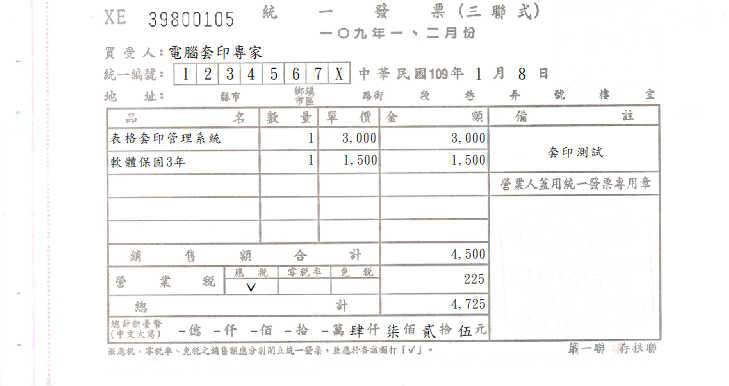 XE 39800105 統一發票(三聯式)
一〇九年一、二月份
買受人:電腦套印專家
統一編號: 1 2 3 4 5 6 7 X 中華民國109年 1 月 8 日
地址: 縣市 鄉鎮市區 路街 段 巷 弄 號 樓 室
品名 數量 單價 金額 備註
表格套印管理系統 1 3,000 3,000
軟體保固3年 1 1,500 1,500
套印測試
營業人蓋用統一發票專用章
銷售額合計 4,500
營業稅 應稅 零稅率 免稅 225
V
總計 4,725
總計新臺幣(中文大寫) -億 -仟 -佰 -拾 -萬 肆仟 柒佰 貳拾 伍元
※應稅、零稅率、免稅之銷售額應分別開立統一發票,並應於各該欄打「√」。
第一聯 存根聯